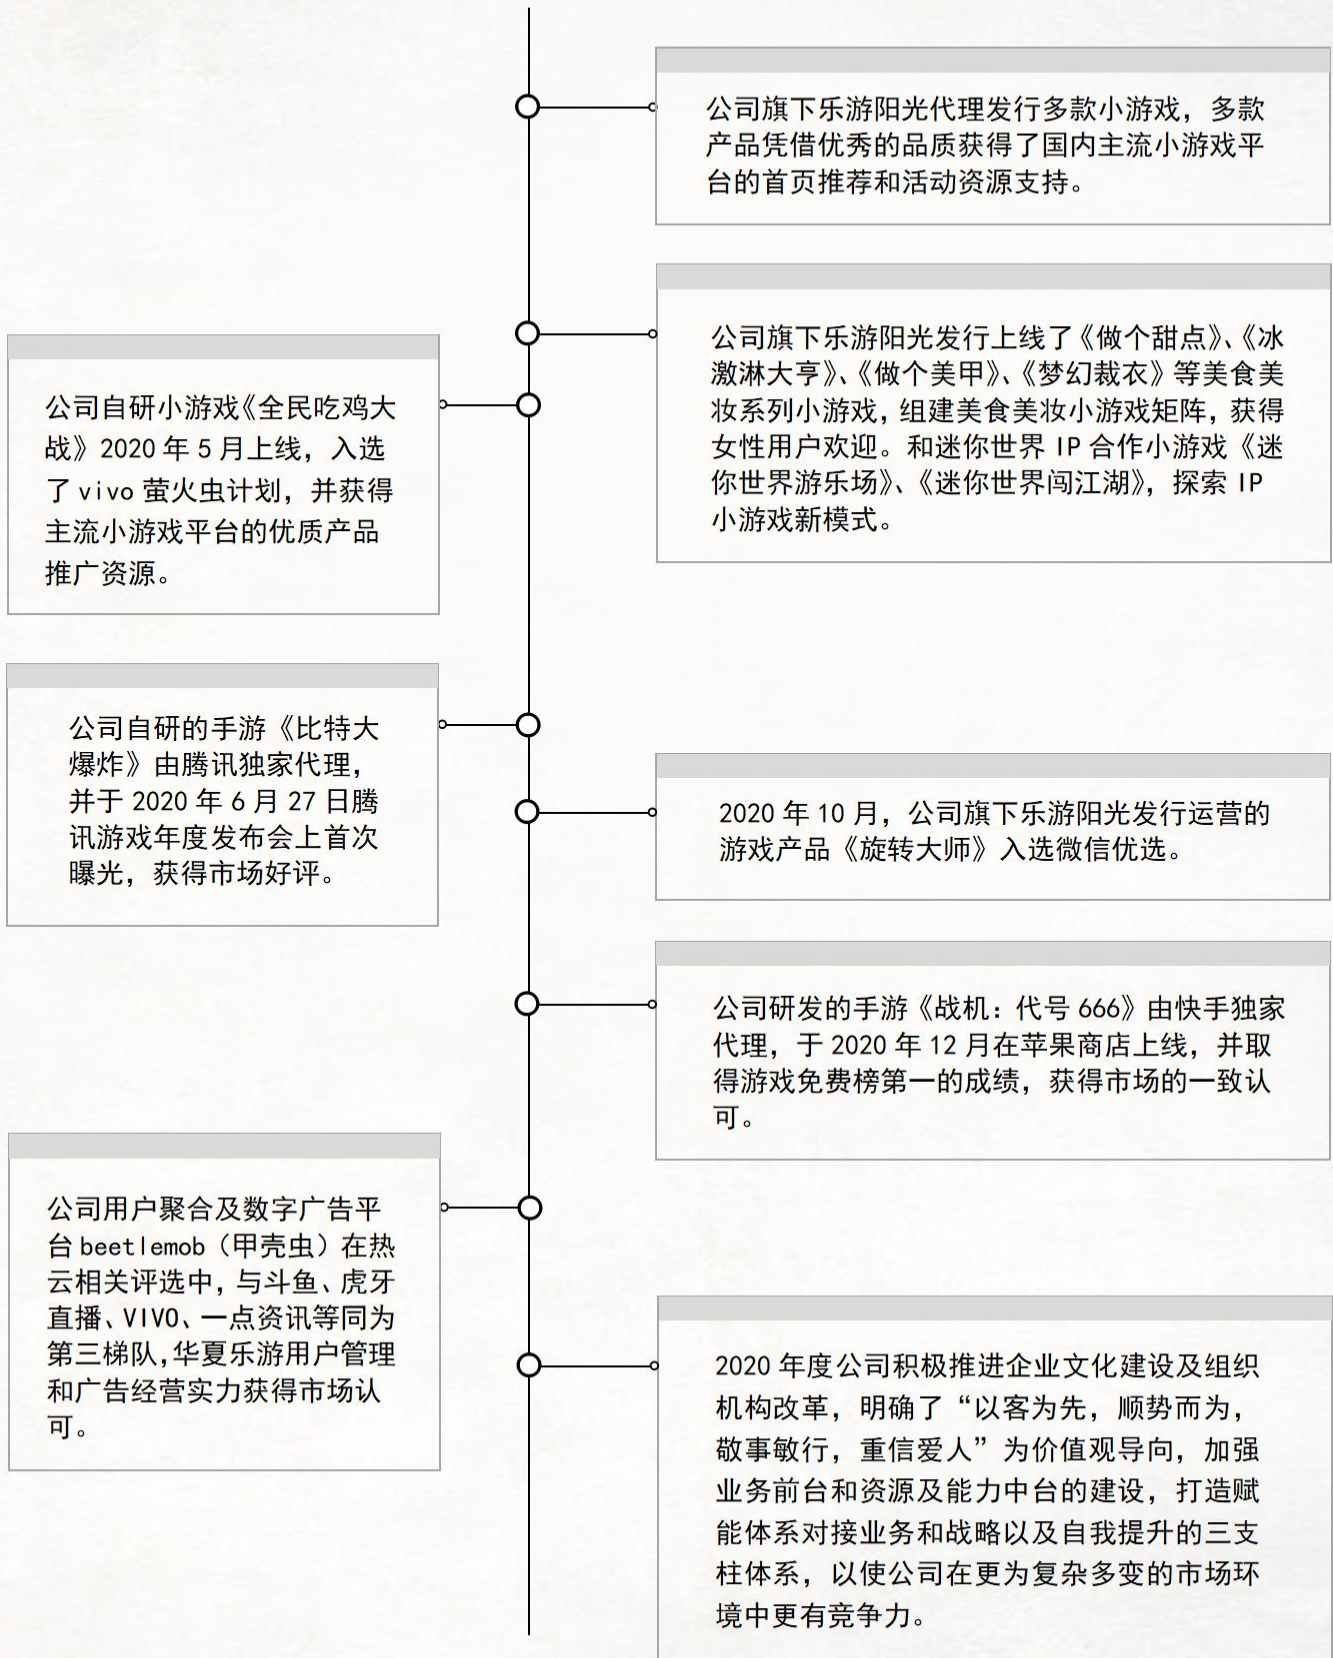 公司旗下乐游阳光代理发行多款小游戏，多款
产品凭借优秀的品质获得了国内主流小游戏平
台的首页推荐和活动资源支持。
公司旗下乐游阳光发行上线了《做个甜点》、《冰
激淋大亨》、《做个美甲》、《梦幻裁衣》等美食美
妆系列小游戏，组建美食美妆小游戏矩阵，获得
女性用户欢迎。和迷你世界 IP 合作小游戏《迷
你世界游乐场》、《迷你世界闯江湖》，探索 IP
小游戏新模式。
公司自研小游戏《全民吃鸡大
战》2020 年 5 月上线，入选
了 vivo 萤火虫计划，并获得
主流小游戏平台的优质产品
推广资源。
公司自研的手游《比特大
爆炸》由腾讯独家代理，
并于 2020 年 6 月 27 日腾
讯游戏年度发布会上首次
曝光，获得市场好评。
2020 年 10 月，公司旗下乐游阳光发行运营的
游戏产品《旋转大师》入选微信优选。
公司研发的手游《战机：代号 666》由快手独家
代理，于 2020 年 12 月在苹果商店上线，并取
得游戏免费榜第一的成绩，获得市场的一致认
可。
公司用户聚合及数字广告平
台 beetlemob（甲壳虫）在热
云相关评选中，与斗鱼、虎牙
直播、VIVO、一点资讯等同为
第三梯队，华夏乐游用户管理
和广告经营实力获得市场认
可。
2020 年度公司积极推进企业文化建设及组织
机构改革，明确了“以客为先，顺势而为，
敬事敏行，重信爱人”为价值观导向，加强
业务前台和资源及能力中台的建设，打造赋
能体系对接业务和战略以及自我提升的三支
柱体系，以使公司在更为复杂多变的市场环
境中更有竞争力。